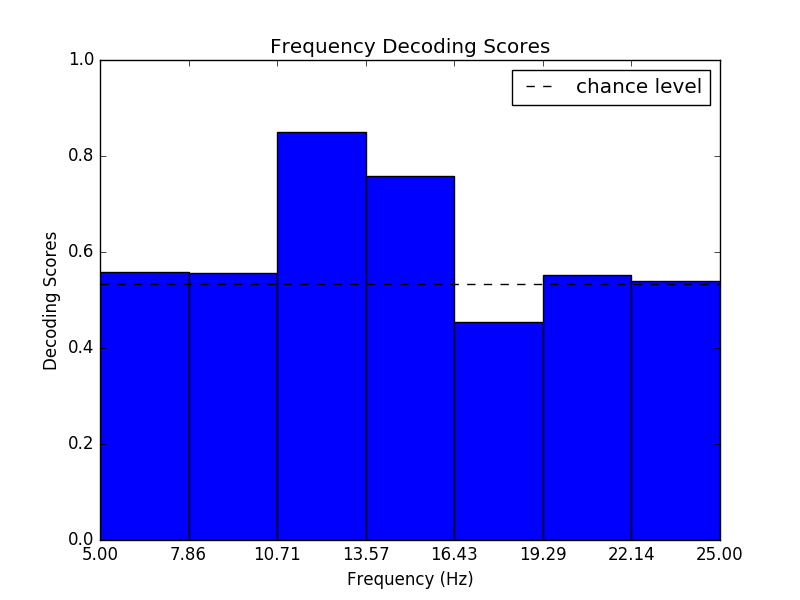 Frequency Decoding Scores
chance level
1.0
0.8
0.6
0.4
0.2
0.0
Decoding Scores
5.00 7.86 10.71 13.57 16.43 19.29 22.14 25.00
Frequency (Hz)